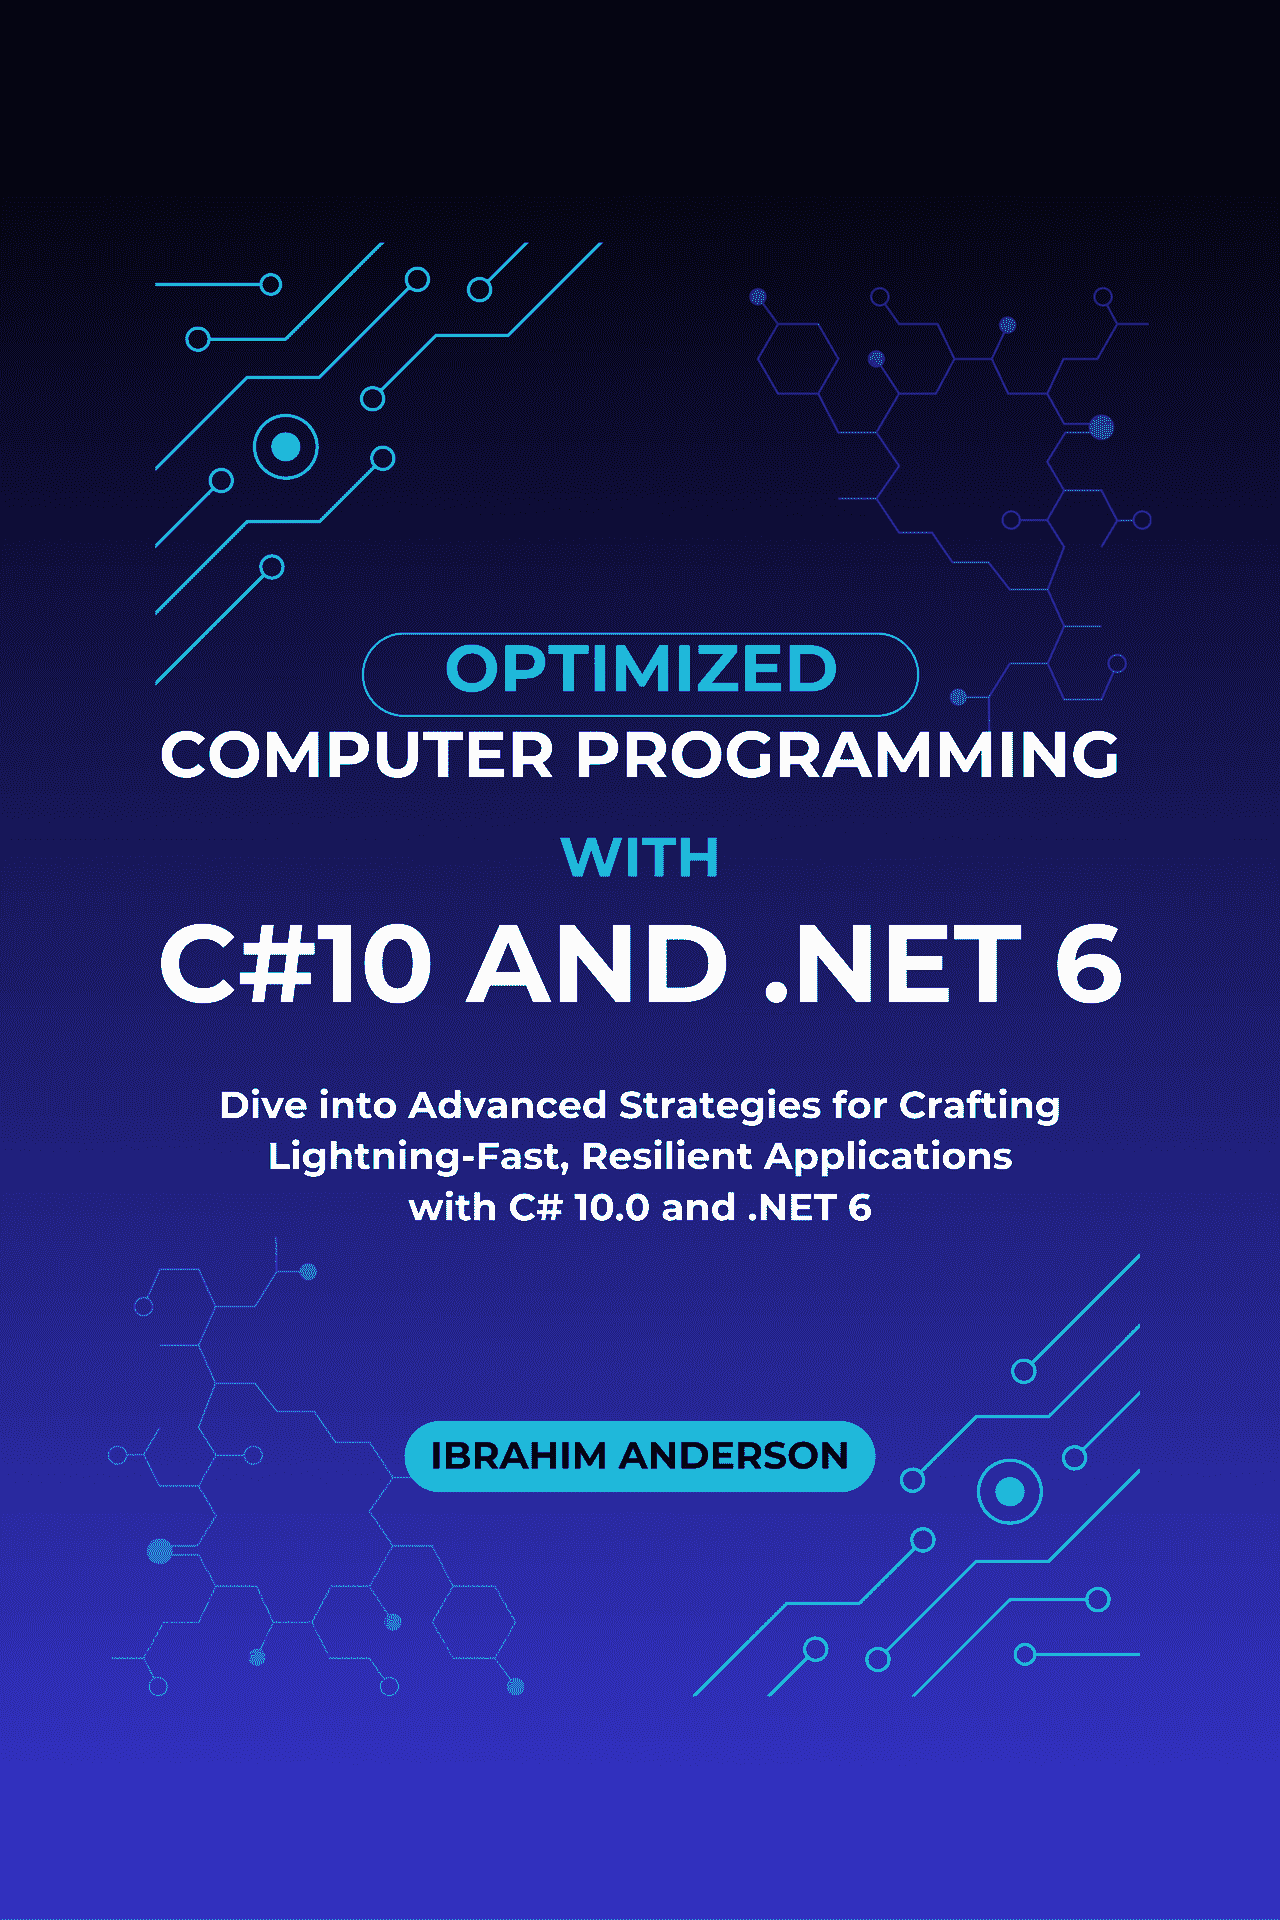 OPTIMIZED
COMPUTER PROGRAMMING
WITH
C#10 AND .NET 6
Dive into Advanced Strategies for Crafting
Lightning-Fast, Resilient Applications
with C# 10.0 and .NET 6
IBRAHIM ANDERSON